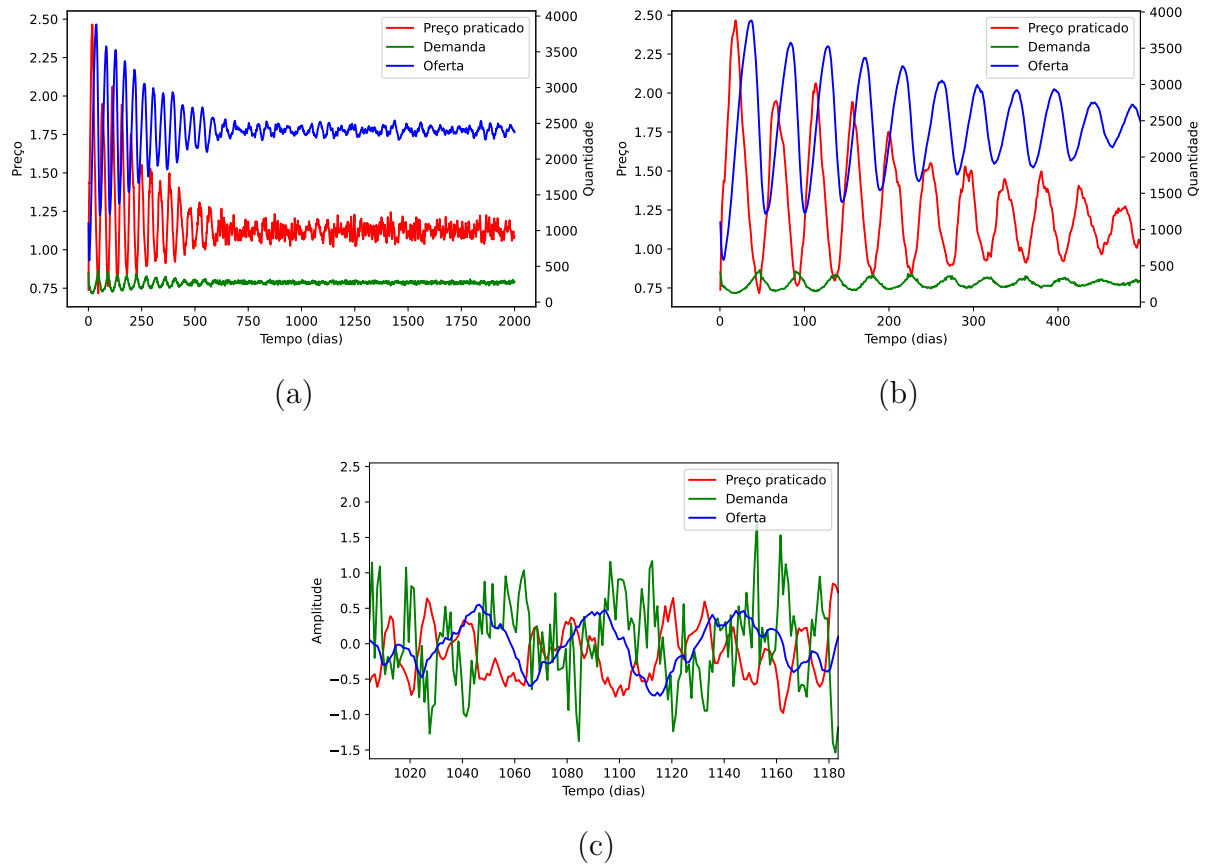 2.50
2.25
2.00
1.75
1.50
1.25
1.00
0.75
Preço
4000
3500
3000
2500
2000
1500
1000
500
0
Quantidade
Preço praticado
Demanda
Oferta
0 250 500 750 1000 1250 1500 1750 2000
Tempo (dias)
(a)
2.50
2.25
2.00
1.75
1.50
1.25
1.00
0.75
Preço
4000
3500
3000
2500
2000
1500
1000
500
0
Quantidade
Preço praticado
Demanda
Oferta
0 100 200 300 400
Tempo (dias)
(b)
2.5
2.0
1.5
1.0
0.5
0.0
−0.5
−1.0
−1.5
Amplitude
Preço praticado
Demanda
Oferta
1020 1040 1060 1080 1100 1120 1140 1160 1180
Tempo (dias)
(c)